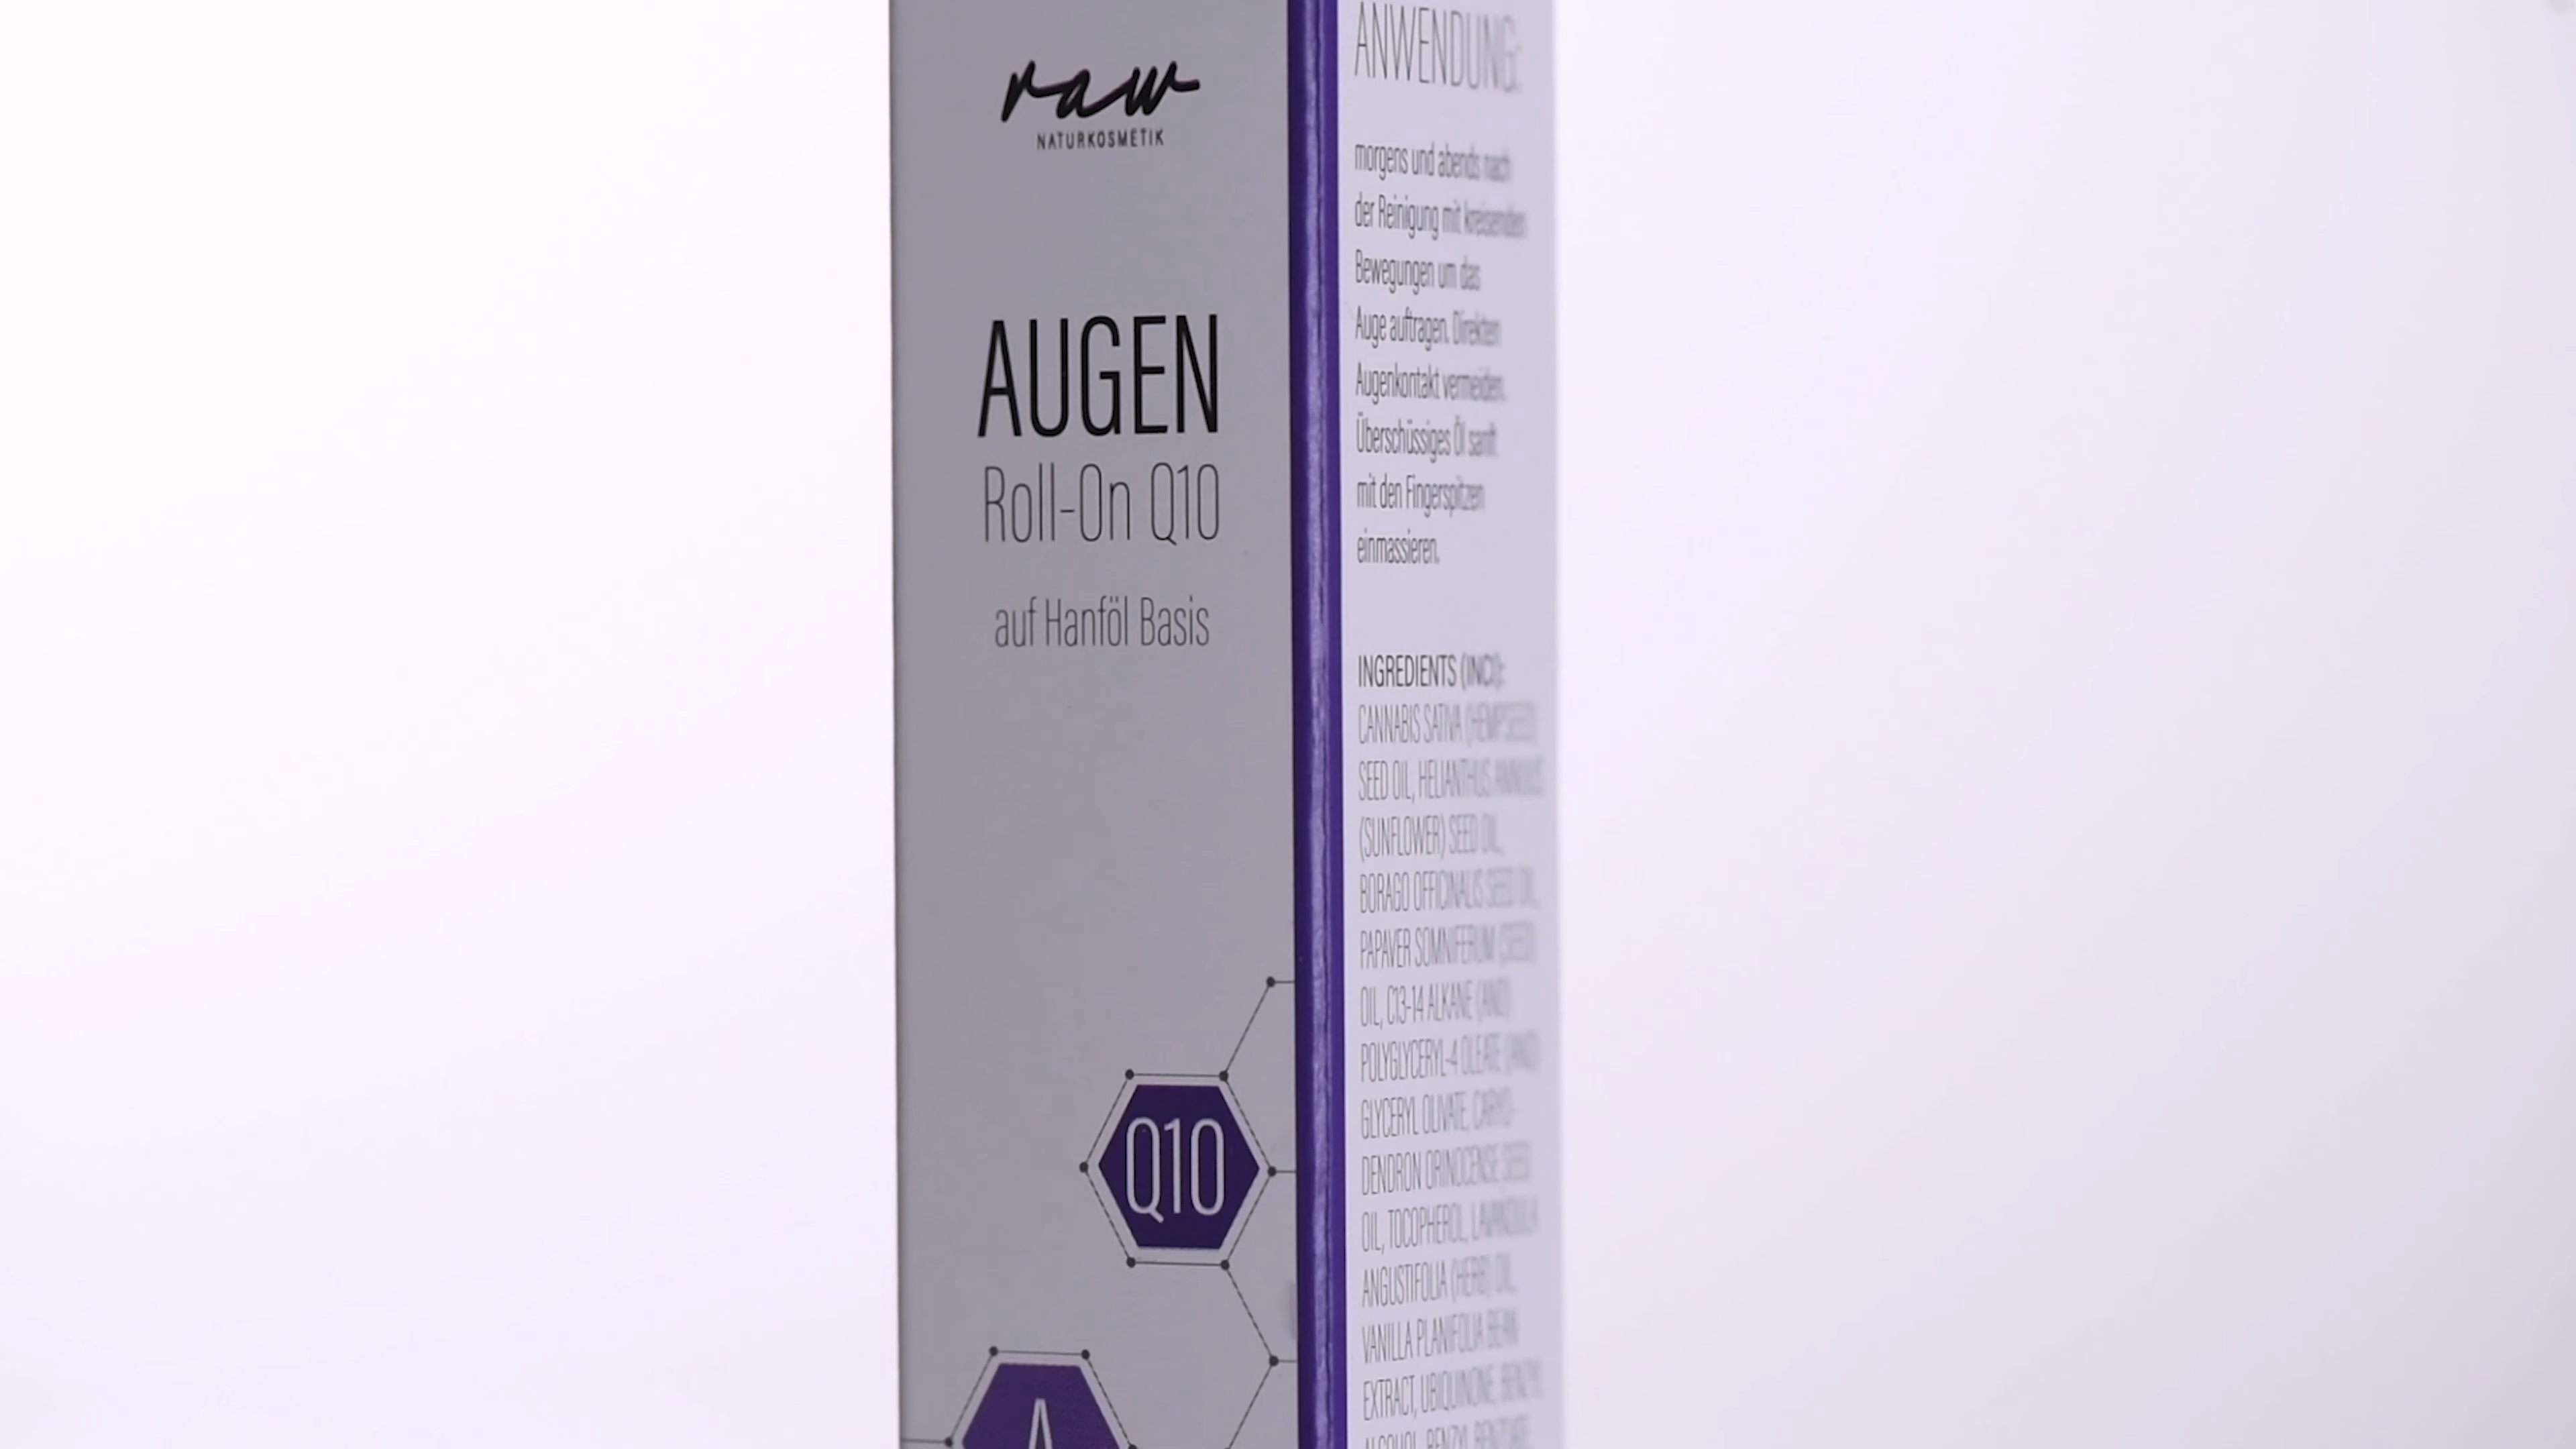 raw
NATURKOSMETIK
AUGEN
Roll-On Q10
auf Hanföl Basis
Q10
A
ANWENDUNG:
morgens und abends nach
der Reinigung mit kreisenden
Bewegungen um das
Auge auftragen. Direkten
Augenkontakt vermeiden.
Überschüssiges Öl sanft
mit den Fingerspitzen
einmassieren.
INGREDIENTS (INCI):
CANNABIS SATIVA (HEMPSEED)
SEED OIL, HELIANTHUS ANNUUS
(SUNFLOWER) SEED OIL,
BORAGO OFFICINALIS SEED OIL,
PAPAVER SOMNIFERUM (SEED)
OIL, C13-14 ALKANE (AND)
POLYGLYCERYL-4 OLEATE (AND)
GLYCERYL OLIVATE, CARYO-
DENDRON ORINOCENSE SEED
OIL, TOCOPHEROL, LAVANDULA
ANGUSTIFOLIA (HERB) OIL,
VANILLA PLANIFOLIA BEAN
EXTRACT, UBIQUINONE, BENZYL
ALCOHOL, BENZYL